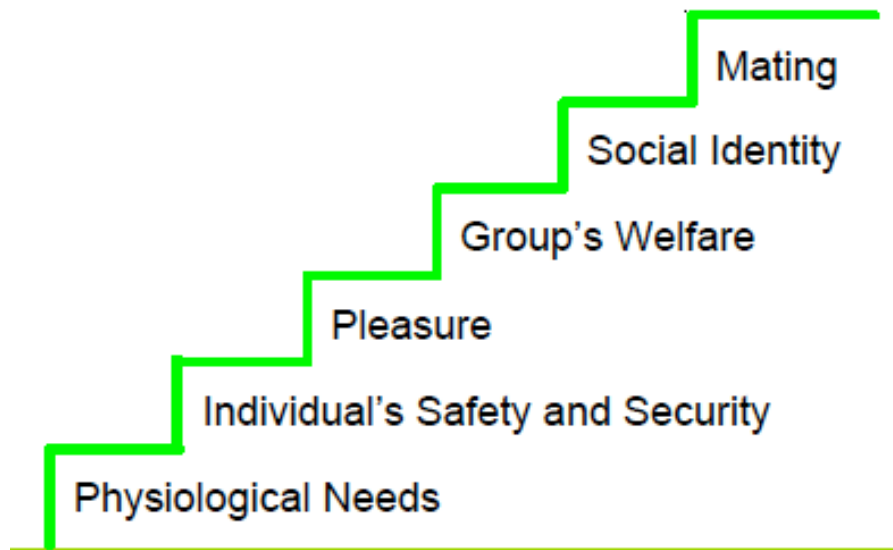 Mating
Social Identity
Group’s Welfare
Pleasure
Individual’s Safety and Security
Physiological Needs